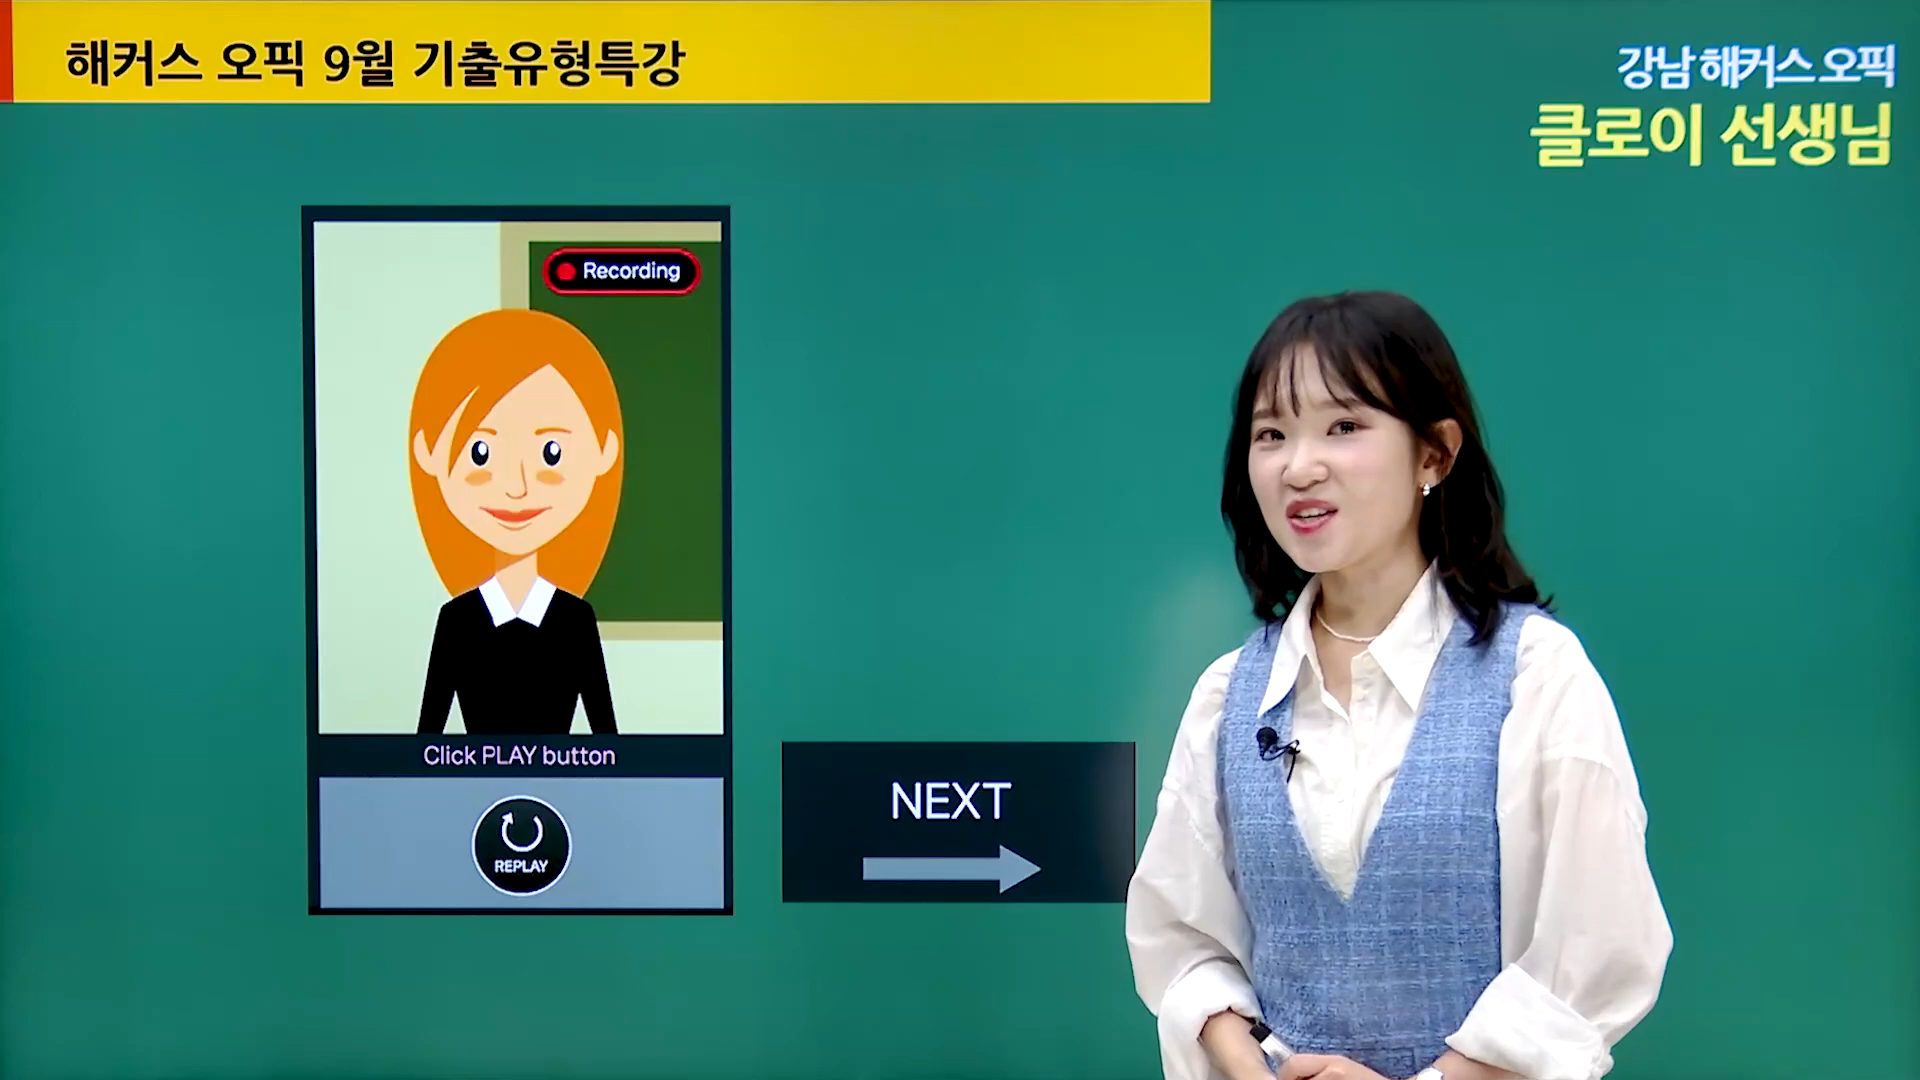 해커스 오픽 9월 기출유형특강
강남 해커스 오픽
클로이 선생님
Recording
Click PLAY button
REPLAY
NEXT